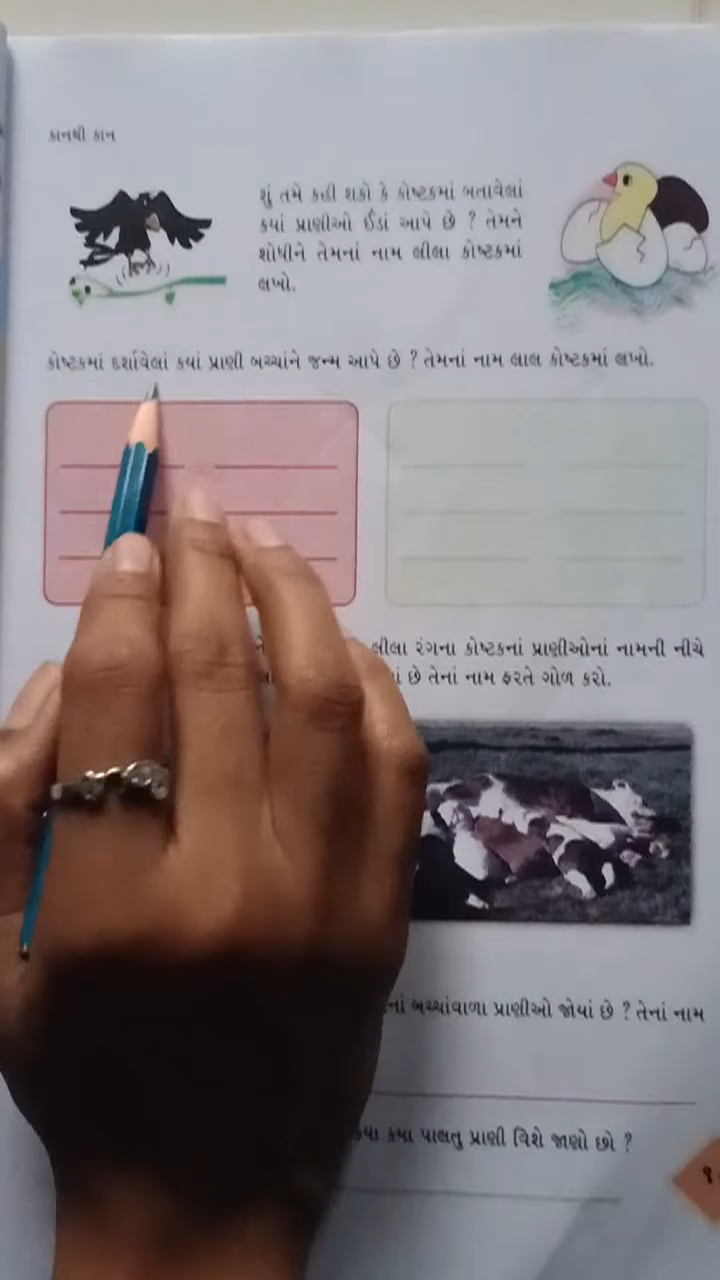 કાનથી કાન
શું તમે કહી શકો કે કોષ્ટકમાં બતાવેલાં
કયાં પ્રાણીઓ ઈંડાં આપે છે ? તેમને
શોધીને તેમનાં નામ લીલા કોષ્ટકમાં
લખો.
કોષ્ટકમાં દર્શાવેલાં કયાં પ્રાણી બચ્ચાંને જન્મ આપે છે ? તેમનાં નામ લાલ કોષ્ટકમાં લખો.
લીલા રંગના કોષ્ટકનાં પ્રાણીઓનાં નામની નીચે
છે તેનાં નામ ફરતે ગોળ કરો.
બચ્ચાંવાળા પ્રાણીઓ જોયાં છે ? તેનાં નામ
કયા પાલતુ પ્રાણી વિશે જાણો છો ?